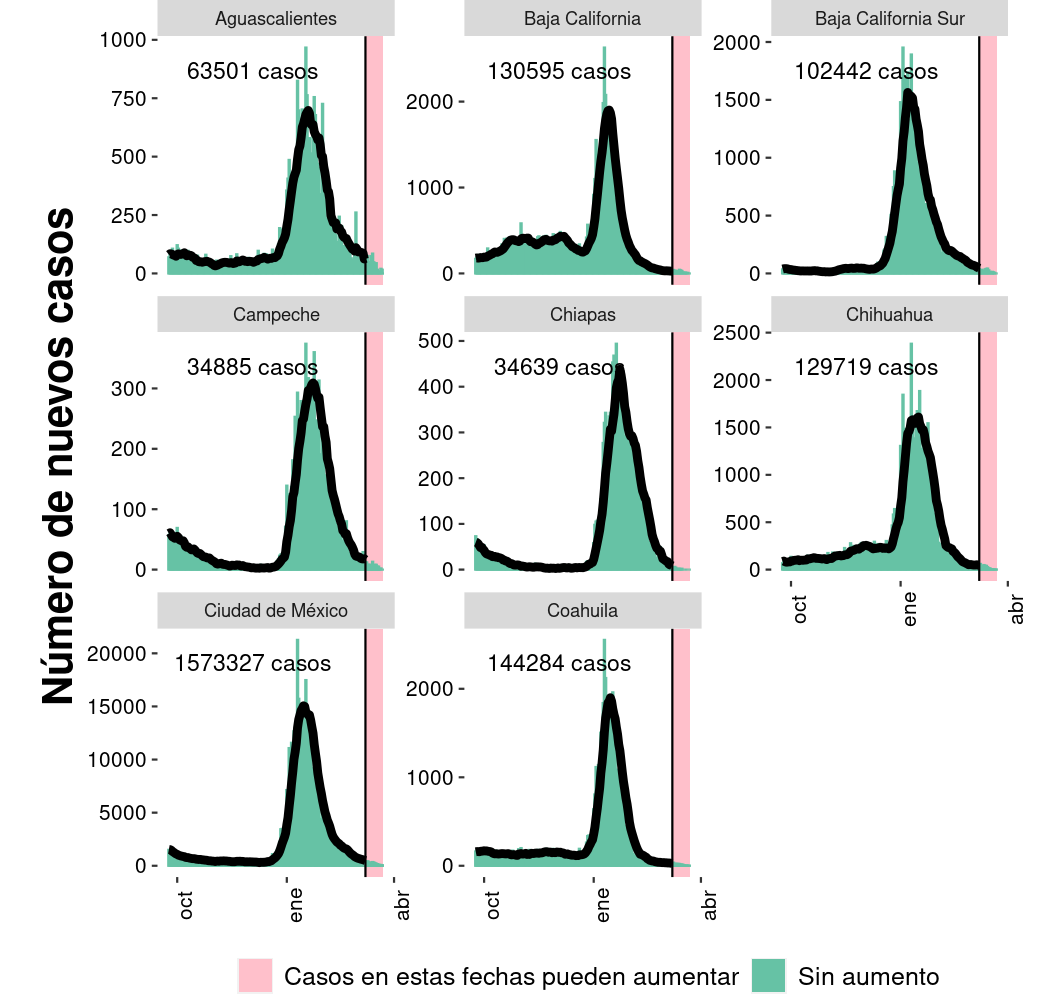 Número de nuevos casos
Aguascalientes
63501 casos
1000
750
500
250
0
Baja California
130595 casos
2000
1000
0
Baja California Sur
102442 casos
2000
1500
1000
500
0
Campeche
34885 casos
300
200
100
0
Chiapas
34639 casos
500
400
300
200
100
0
Chihuahua
129719 casos
2500
2000
1500
1000
500
0
oct
ene
abr
Ciudad de México
1573327 casos
20000
15000
10000
5000
0
oct
ene
abr
Coahuila
144284 casos
2000
1000
0
oct
ene
abr
Casos en estas fechas pueden aumentar
Sin aumento